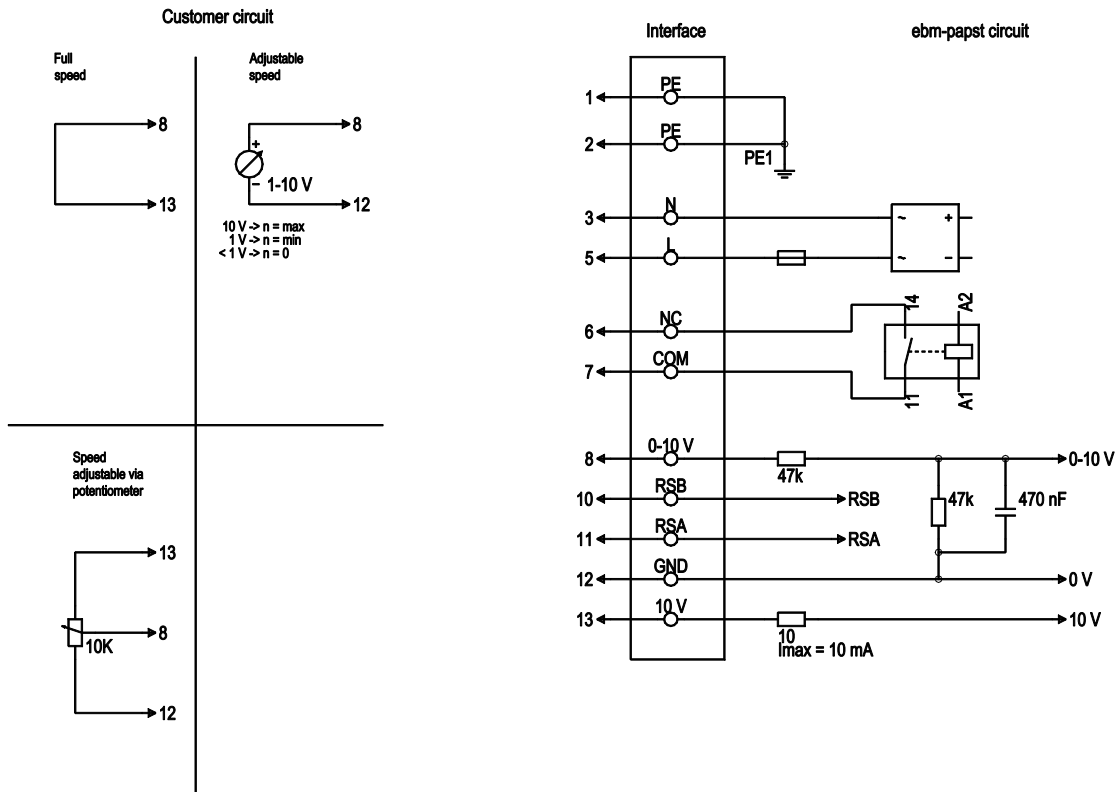 Customer circuit
Full
speed
8
13
Adjustable
speed
8
+
–
1-10 V
12
10 V -> n = max
1 V -> n = min
< 1 V -> n = 0
Speed
adjustable via
potentiometer
13
8
10K
12
Interface
ebm-papst circuit
1
PE
2
PE
PE1
3
N
~
+
5
L
~
–
6
NC
14
A2
7
COM
11
A1
8
0-10 V
47k
0-10 V
10
RSB
RSB
47k
470 nF
11
RSA
RSA
12
GND
0 V
13
10 V
10
Imax = 10 mA
10 V